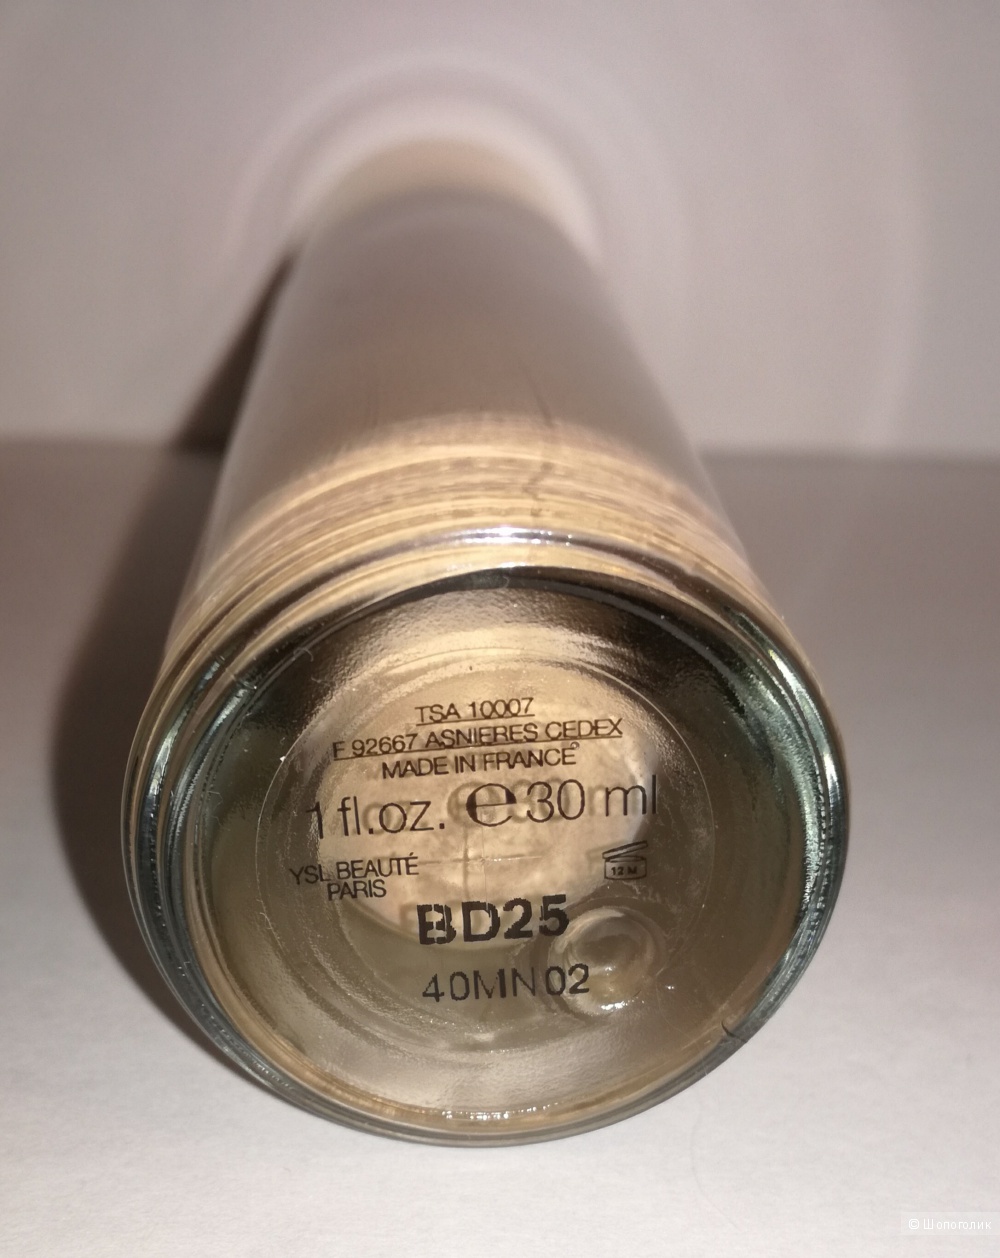 TSA 10007
F 92667 ASNIERES CEDEX
MADE IN FRANCE
1 fl.oz. ℮ 30 ml
YSL BEAUTÉ
PARIS
12 M
BD25
40MN02
© Шопоголик